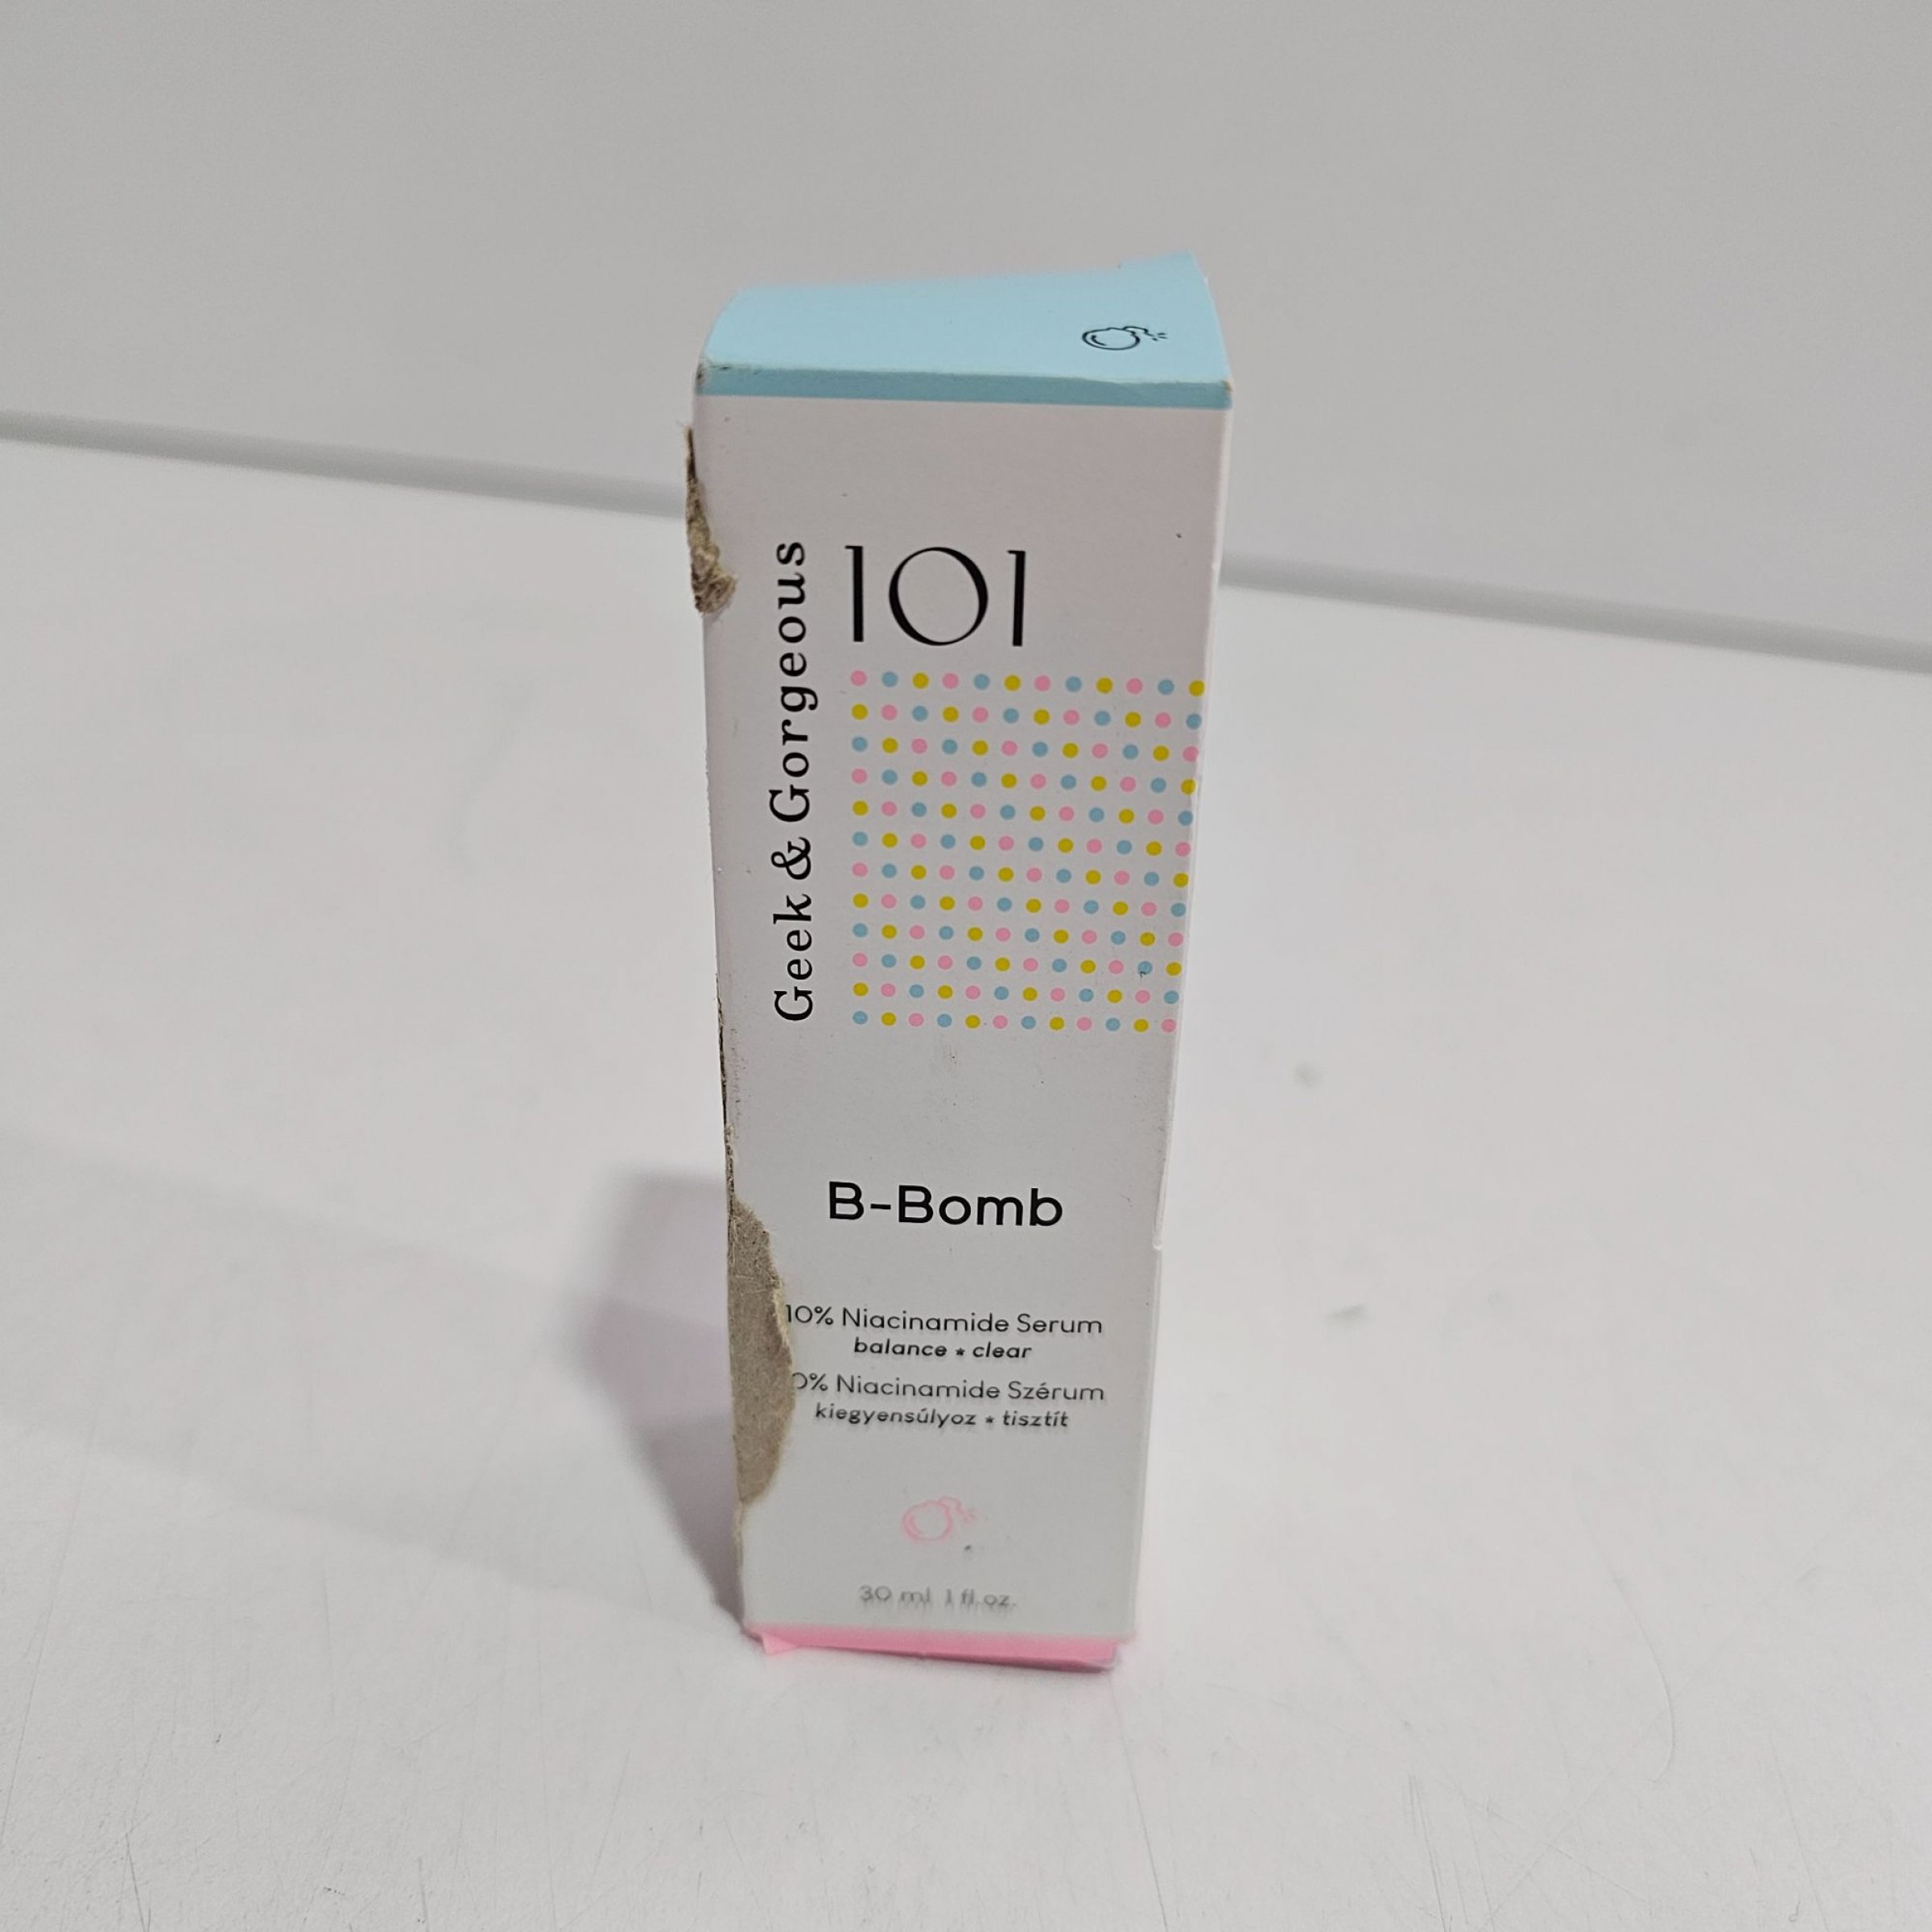 Geek & Gorgeous
101
B-Bomb
10% Niacinamide Serum
balance * clear
0% Niacinamide Szérum
kiegyensúlyoz * tisztít
30 ml 1 fl.oz.